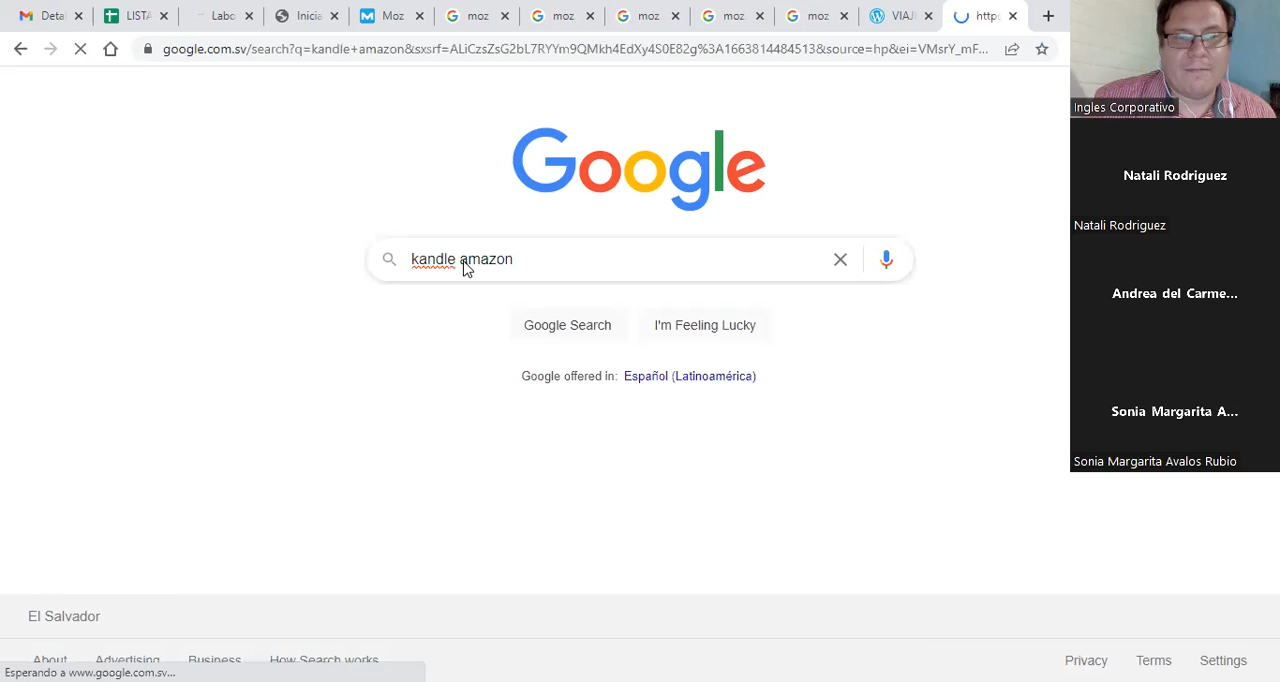 Detai
LISTA
Labo
Inicia
Moz
moz
moz
moz
moz
moz
VIAJE
http
google.com.sv/search?q=kandle+amazon&sxsrf=ALiCzsZsG2bL7RYYm9QMkh4EdXy4S0E82g%3A1663814484513&source=hp&ei=VMsrY_mF...
Google
kandle amazon
Google Search
I'm Feeling Lucky
Google offered in: Español (Latinoamérica)
El Salvador
About
Advertising
Business
How Search works
Privacy
Terms
Settings
Esperando a www.google.com.sv...
Ingles Corporativo
Natali Rodriguez
Natali Rodriguez
Andrea del Carme...
Sonia Margarita A...
Sonia Margarita Avalos Rubio